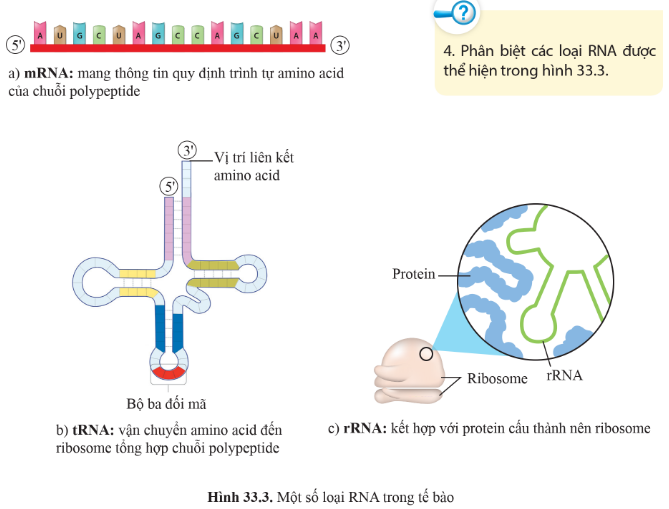 5' A U G C U A G C C A G C U A 3'
a) mRNA: mang thông tin quy định trình tự amino acid
của chuỗi polypeptide
?
4. Phân biệt các loại RNA được
thể hiện trong hình 33.3.
3'
Vị trí liên kết
amino acid
5'
Bộ ba đối mã
b) tRNA: vận chuyển amino acid đến
ribosome tổng hợp chuỗi polypeptide
Protein
Ribosome
rRNA
c) rRNA: kết hợp với protein cấu thành nên ribosome
Hình 33.3. Một số loại RNA trong tế bào